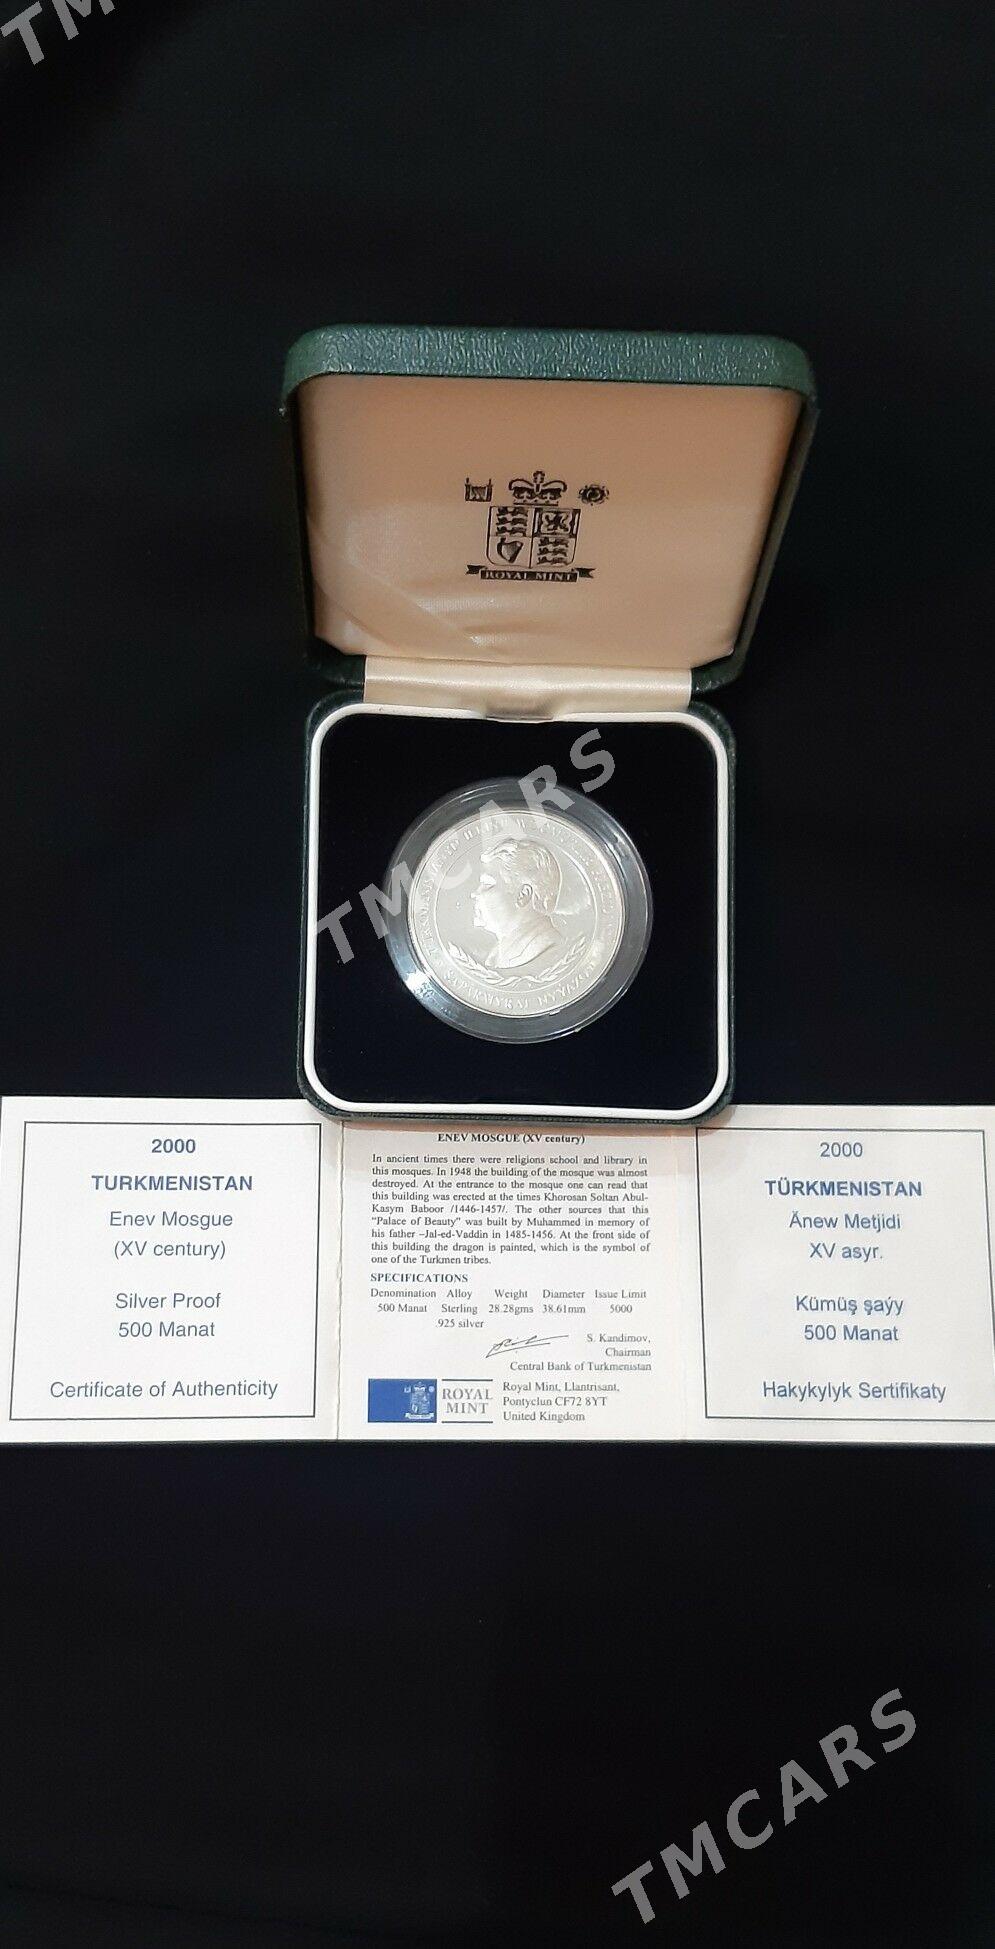 TM
ROYAL MINT
TMCARS
SAPARMYRAT NYÝAZOW
2000
TURKMENISTAN
Enev Mosgue
(XV century)
Silver Proof
500 Manat
Certificate of Authenticity
ENEV MOSGUE (XV century)
In ancient times there were religions school and library in
this mosques. In 1948 the building of the mosque was almost
destroyed. At the entrance to the mosque one can read that
this building was erected at the times Khorosan Soltan Abul-
Kasym Baboor /1446-1457/. The other sources that this
“Palace of Beauty” was built by Muhammed in memory of
his father –Jal-ed-Vaddin in 1485-1456. At the front side of
this building the dragon is painted, which is the symbol of
one of the Turkmen tribes.
SPECIFICATIONS
Denomination Alloy Weight Diameter Issue Limit
500 Manat Sterling 28.28gms 38.61mm 5000
.925 silver
S. Kandimov,
Chairman
Central Bank of Turkmenistan
ROYAL
MINT
Royal Mint, Llantrisant,
Pontyclun CF72 8YT
United Kingdom
2000
TÜRKMENISTAN
Änew Metjidi
XV asyr.
Kümüş şaýy
500 Manat
Hakykylyk Sertifikaty
TMCARS